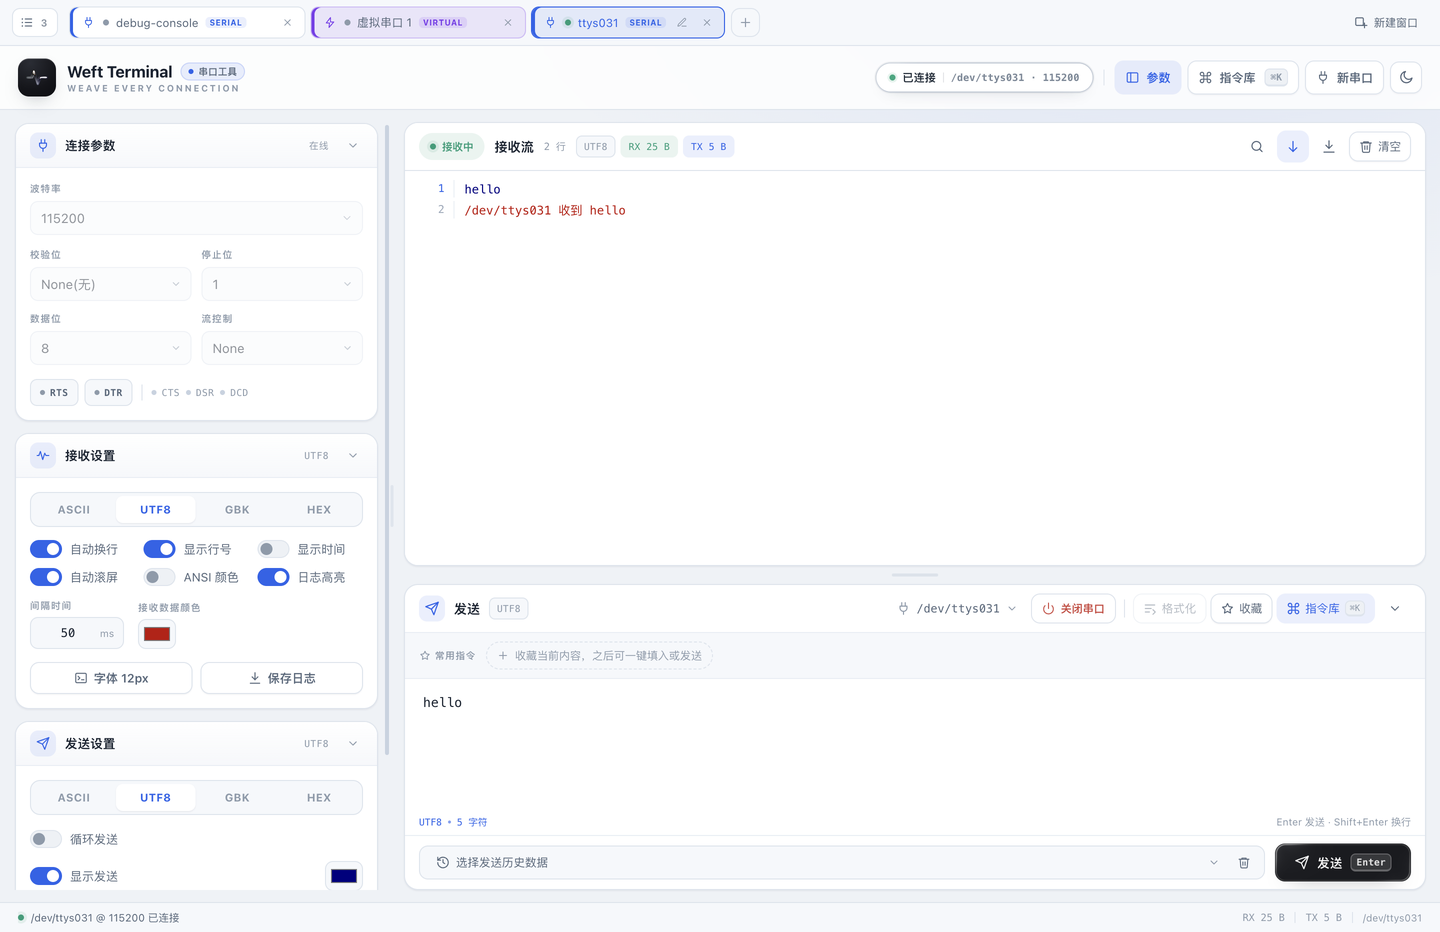 3
debug-console SERIAL
虚拟串口 1 VIRTUAL
ttys031 SERIAL
新建窗口
Weft Terminal 串口工具
WEAVE EVERY CONNECTION
已连接 /dev/ttys031 · 115200
参数
指令库 ⌘K
新串口
连接参数 在线
波特率
115200
校验位 停止位
None(无) 1
数据位 流控制
8 None
RTS DTR CTS DSR DCD
接收设置 UTF8
ASCII UTF8 GBK HEX
自动换行 显示行号 显示时间
自动滚屏 ANSI 颜色 日志高亮
间隔时间 接收数据颜色
50 ms
字体 12px 保存日志
发送设置 UTF8
ASCII UTF8 GBK HEX
循环发送
显示发送
接收中 接收流 2 行 UTF8 RX 25 B TX 5 B
清空
1 hello
2 /dev/ttys031 收到 hello
发送 UTF8
/dev/ttys031 关闭串口 格式化 收藏 指令库 ⌘K
常用指令 + 收藏当前内容，之后可一键填入或发送
hello
UTF8 • 5 字符
Enter 发送 · Shift+Enter 换行
选择发送历史数据
发送 Enter
/dev/ttys031 @ 115200 已连接
RX 25 B TX 5 B /dev/ttys031